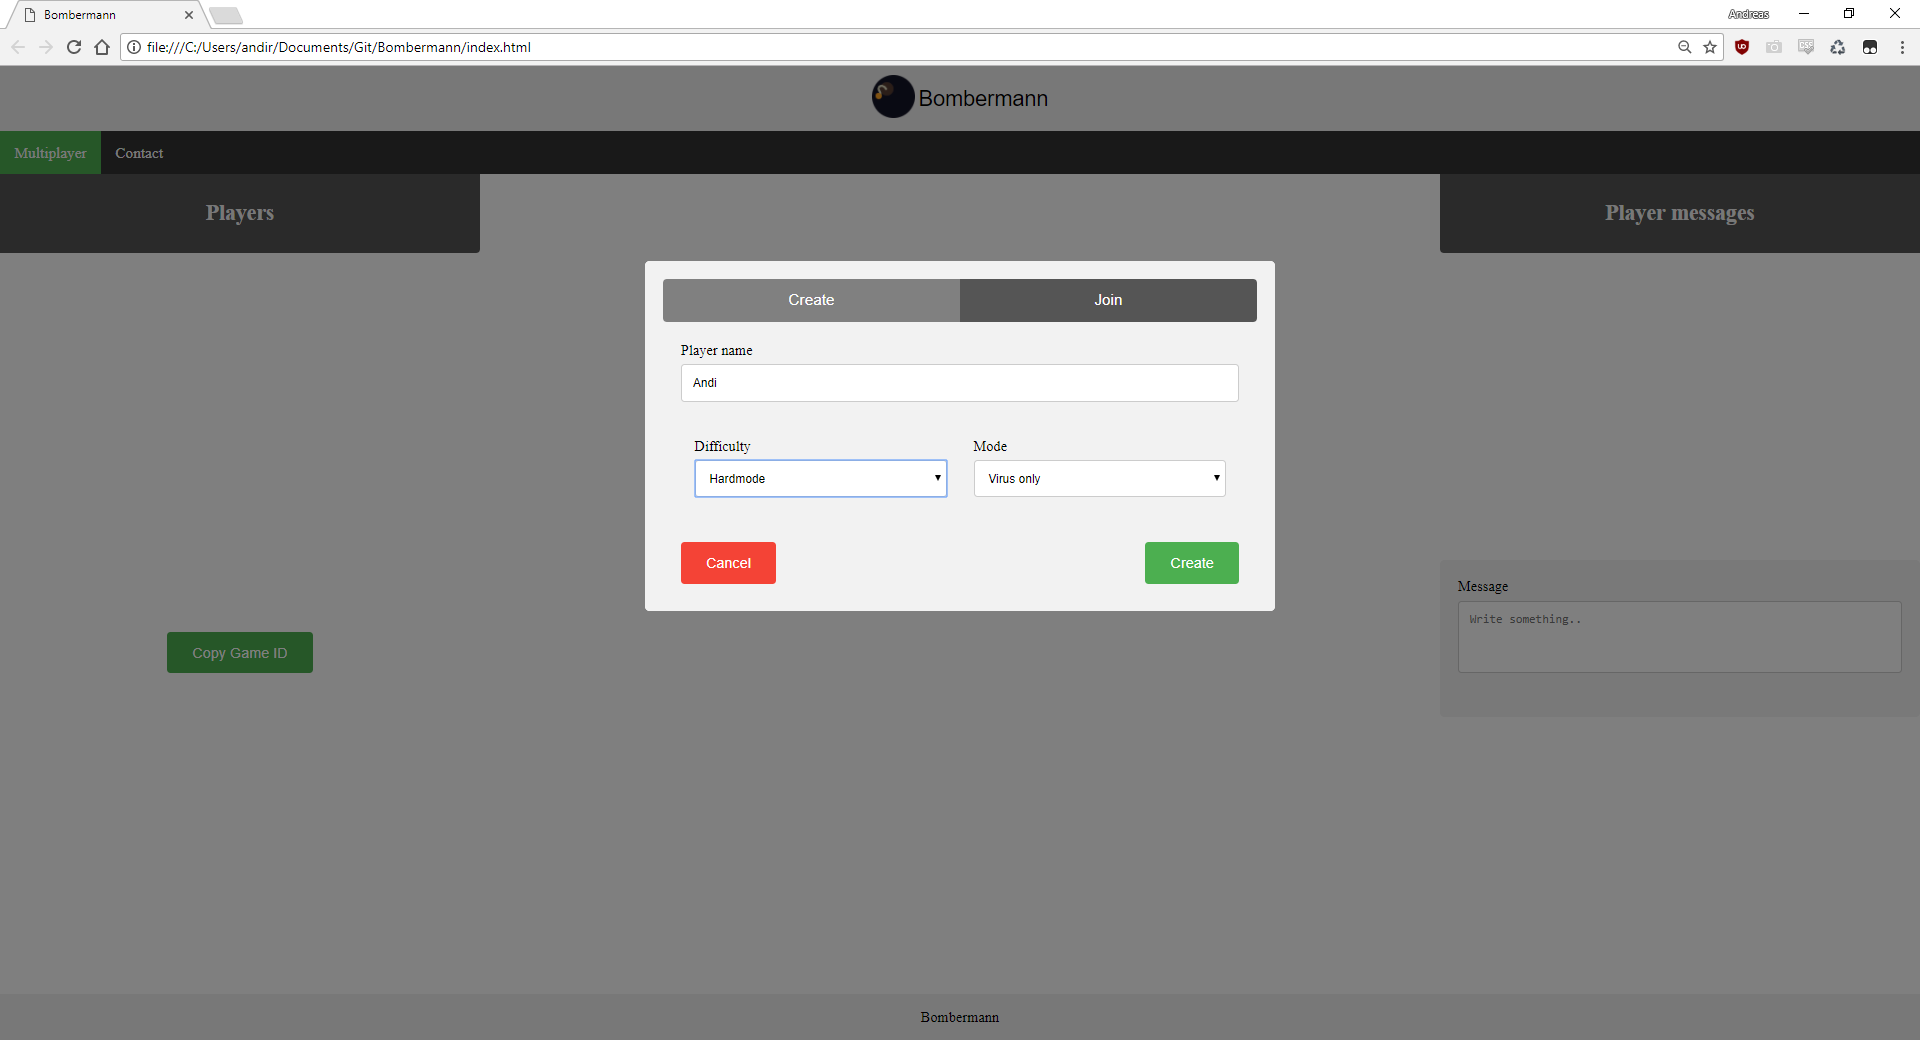 Bombermann
Andreas
file:///C:/Users/andir/Documents/Git/Bombermann/index.html
Bombermann
Multiplayer Contact
Players
Player messages
Create Join
Player name
Andi
Difficulty Mode
Hardmode Virus only
Cancel Create
Message
Write something..
Copy Game ID
Bombermann